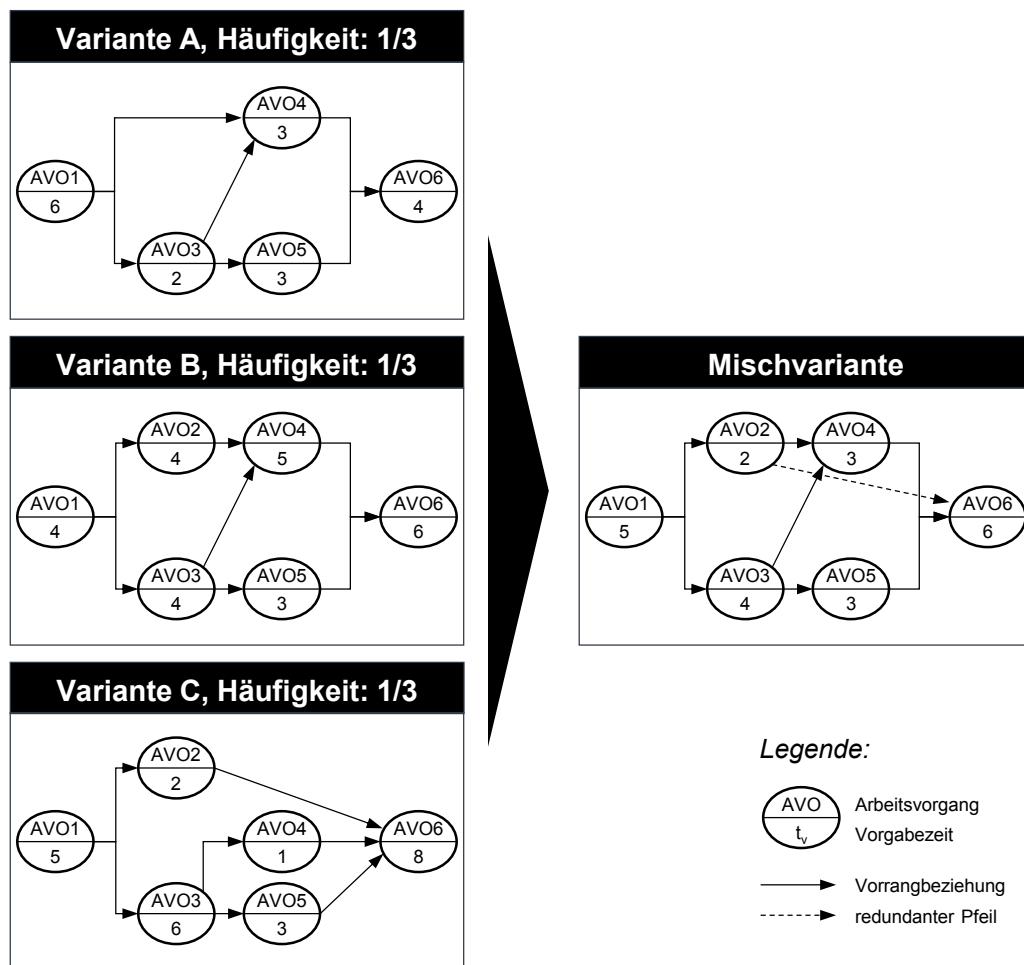 Variante A, Häufigkeit: 1/3
AVO4
3
AVO1
6
AVO6
4
AVO3
2
AVO5
3
Variante B, Häufigkeit: 1/3
AVO2
4
AVO4
5
AVO1
4
AVO6
6
AVO3
4
AVO5
3
Variante C, Häufigkeit: 1/3
AVO2
2
AVO1
5
AVO4
1
AVO6
8
AVO3
6
AVO5
3
Mischvariante
AVO2
2
AVO4
3
AVO1
5
AVO6
6
AVO3
4
AVO5
3
Legende:
AVO Arbeitsvorgang
tv Vorgabezeit
Vorrangbeziehung
redundanter Pfeil